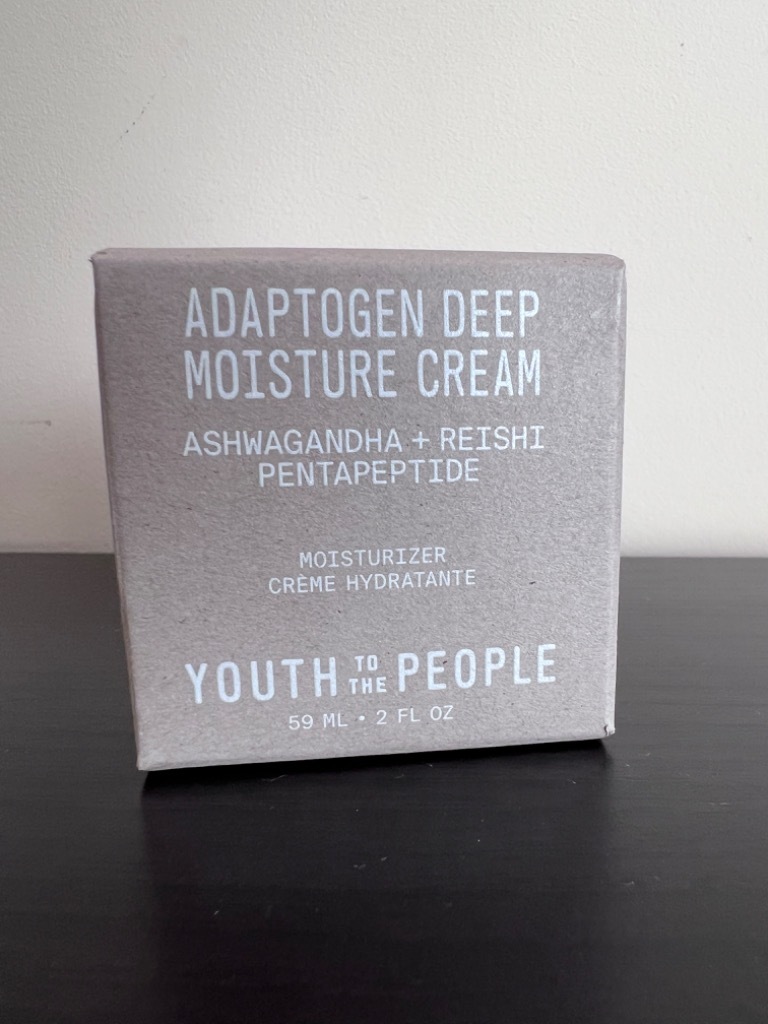 ADAPTOGEN DEEP
MOISTURE CREAM
ASHWAGANDHA + REISHI
PENTAPEPTIDE
MOISTURIZER
CRÈME HYDRATANTE
YOUTH TO THE PEOPLE
59 ML • 2 FL OZ